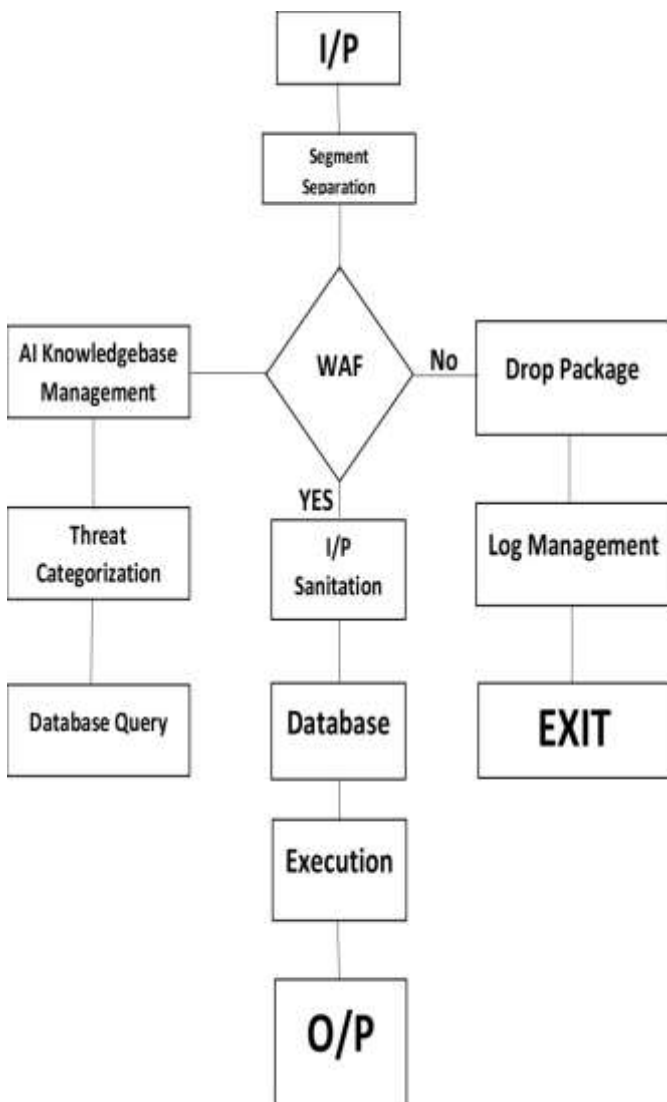 I/P
Segment
Separation
WAF
AI Knowledgebase
Management
No
Drop Package
YES
Threat
Categorization
I/P
Sanitation
Log Management
Database Query
Database
EXIT
Execution
O/P